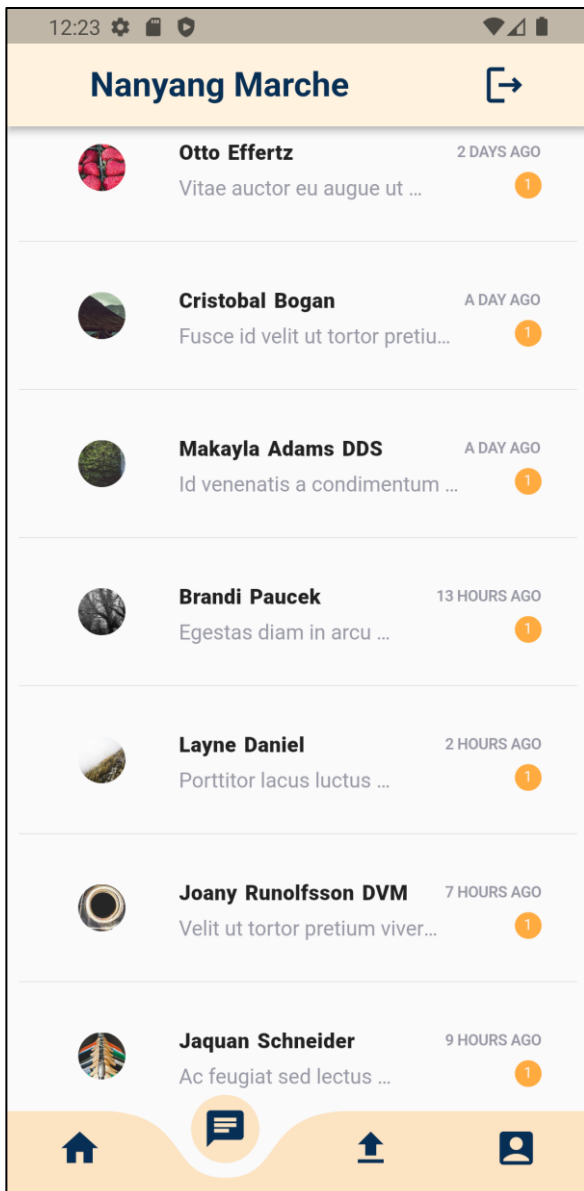 12:23
Nanyang Marche
Otto Effertz 2 DAYS AGO
Vitae auctor eu augue ut ... 1
Cristobal Bogan A DAY AGO
Fusce id velit ut tortor pretiu... 1
Makayla Adams DDS A DAY AGO
Id venenatis a condimentum ... 1
Brandi Paucek 13 HOURS AGO
Egestas diam in arcu ... 1
Layne Daniel 2 HOURS AGO
Porttitor lacus luctus ... 1
Joany Runolfsson DVM 7 HOURS AGO
Velit ut tortor pretium viver... 1
Jaquan Schneider 9 HOURS AGO
Ac feugiat sed lectus ... 1